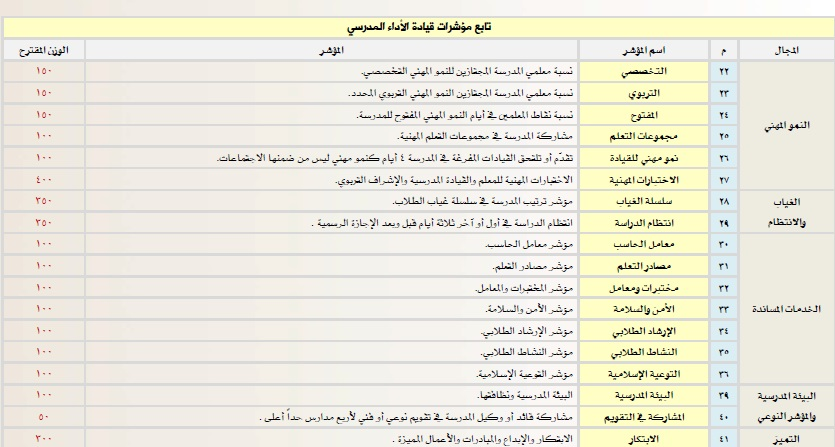 تابع مؤشرات قيادة الأداء المدرسي
المجال م اسم المؤشر المؤشر الوزن المقترح
النمو المهني
٢٢ التخصصي نسبة معلمي المدرسة المجتازين للنمو المهني التخصصي. ١٥٠
٢٣ التربوي نسبة معلمي المدرسة المجتازين النمو المهني التربوي المحدد. ١٥٠
٢٤ المفتوح نسبة نقاط المعلمين في أيام النمو المهني المفتوح للمدرسة. ١٥٠
٢٥ مجموعات التعلم مشاركة المدرسة في مجموعات التعلم المهنية. ١٠٠
٢٦ نمو مهني للقيادة تقدّم أو تلتحق القيادات المفرغة في المدرسة ٤ أيام كنمو مهني ليس من ضمنها الاجتماعات. ١٠٠
٢٧ الاختبارات المهنية الاختبارات المهنية للمعلم والقيادة المدرسية والإشراف التربوي. ٤٠٠
الغياب
والانتظام
٢٨ سلسلة الغياب مؤشر ترتيب المدرسة في سلسلة غياب الطلاب. ٣٥٠
٢٩ انتظام الدراسة انتظام الدراسة في أول أو آخر ثلاثة أيام قبل وبعد الإجازة الرسمية . ٣٥٠
الخدمات المساندة
٣٠ معامل الحاسب مؤشر معامل الحاسب. ١٠٠
٣١ مصادر التعلم مؤشر مصادر التعلم. ١٠٠
٣٢ مختبرات ومعامل مؤشر المختبرات والمعامل. ١٠٠
٣٣ الأمن والسلامة مؤشر الأمن والسلامة. ١٠٠
٣٤ الإرشاد الطلابي مؤشر الإرشاد الطلابي. ١٠٠
٣٥ النشاط الطلابي مؤشر النشاط الطلابي. ١٠٠
٣٦ التوعية الإسلامية مؤشر التوعية الإسلامية. ١٠٠
البيئة المدرسية
والمؤشر النوعي
٣٩ البيئة المدرسية البيئة المدرسية ونظافتها. ١٠٠
٤٠ المشاركة في التقويم مشاركة قائد أو وكيل المدرسة في تقويم نوعي أو فني لأربع مدارس حداً أعلى . ٥٠
التميز ٤١ الابتكار الابتكار والإبداع والمبادرات والأعمال المميزة . ٣٠٠